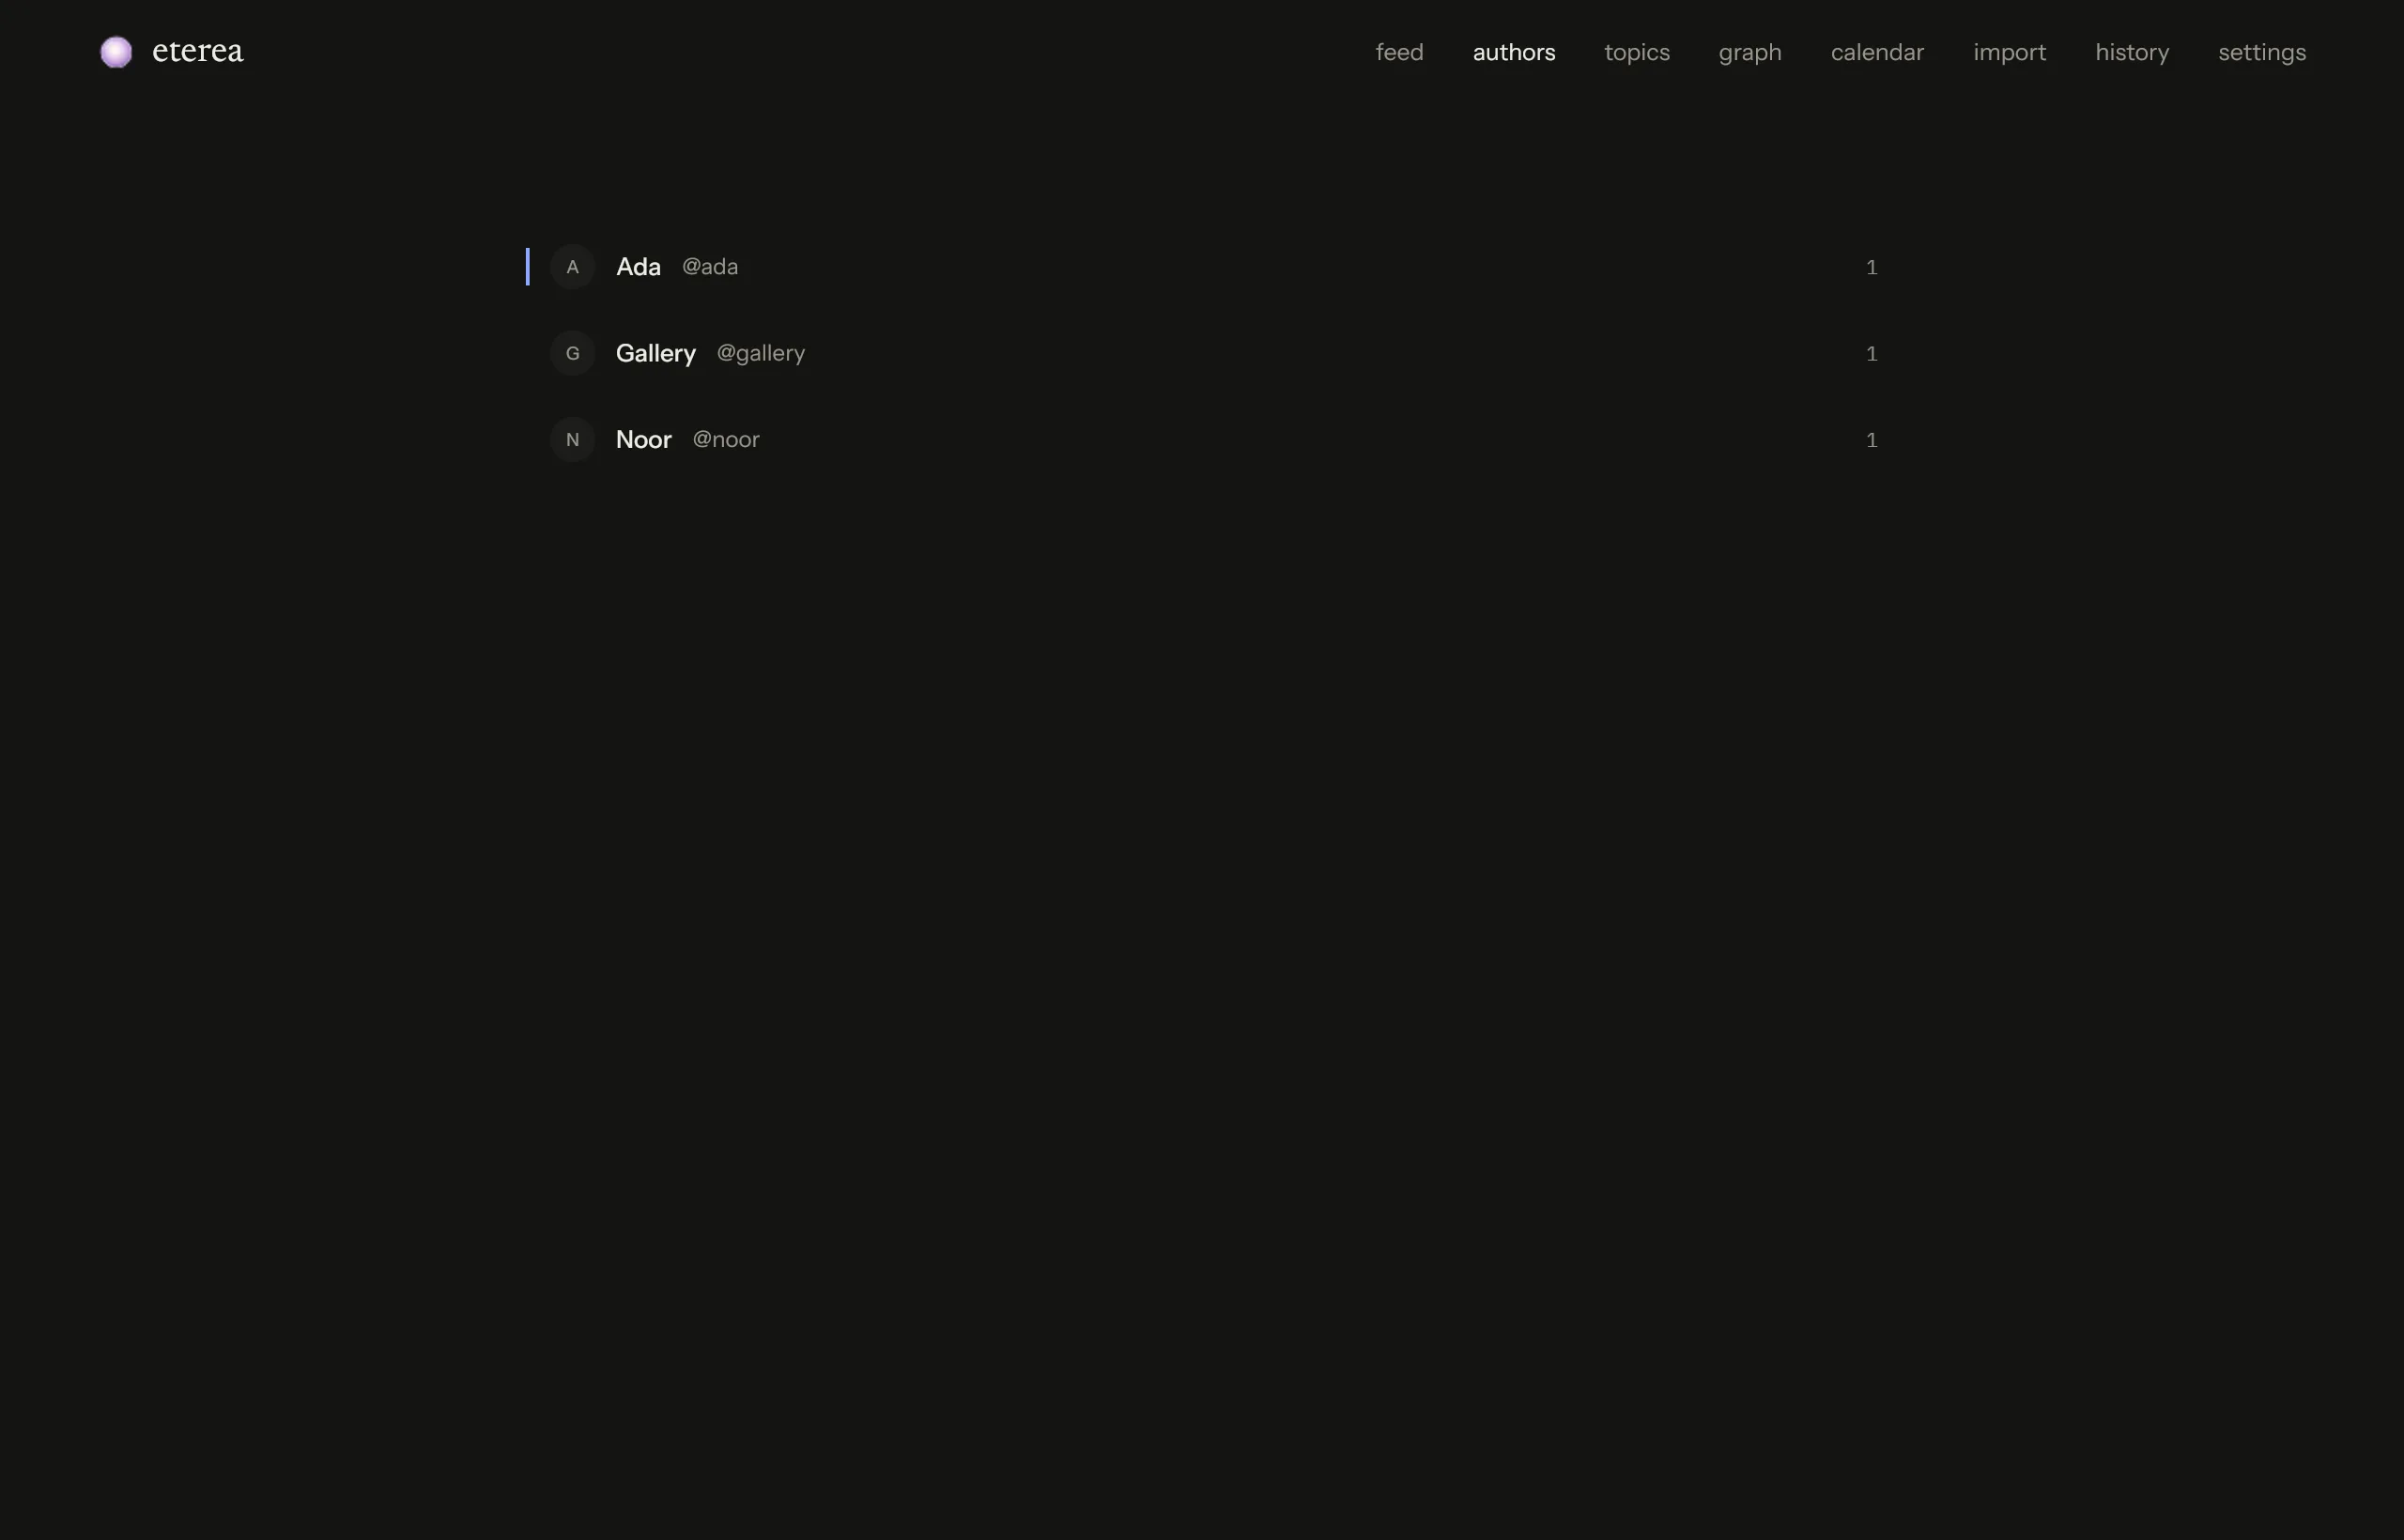 eterea feed authors topics graph calendar import history settings
A Ada @ada 1
G Gallery @gallery 1
N Noor @noor 1